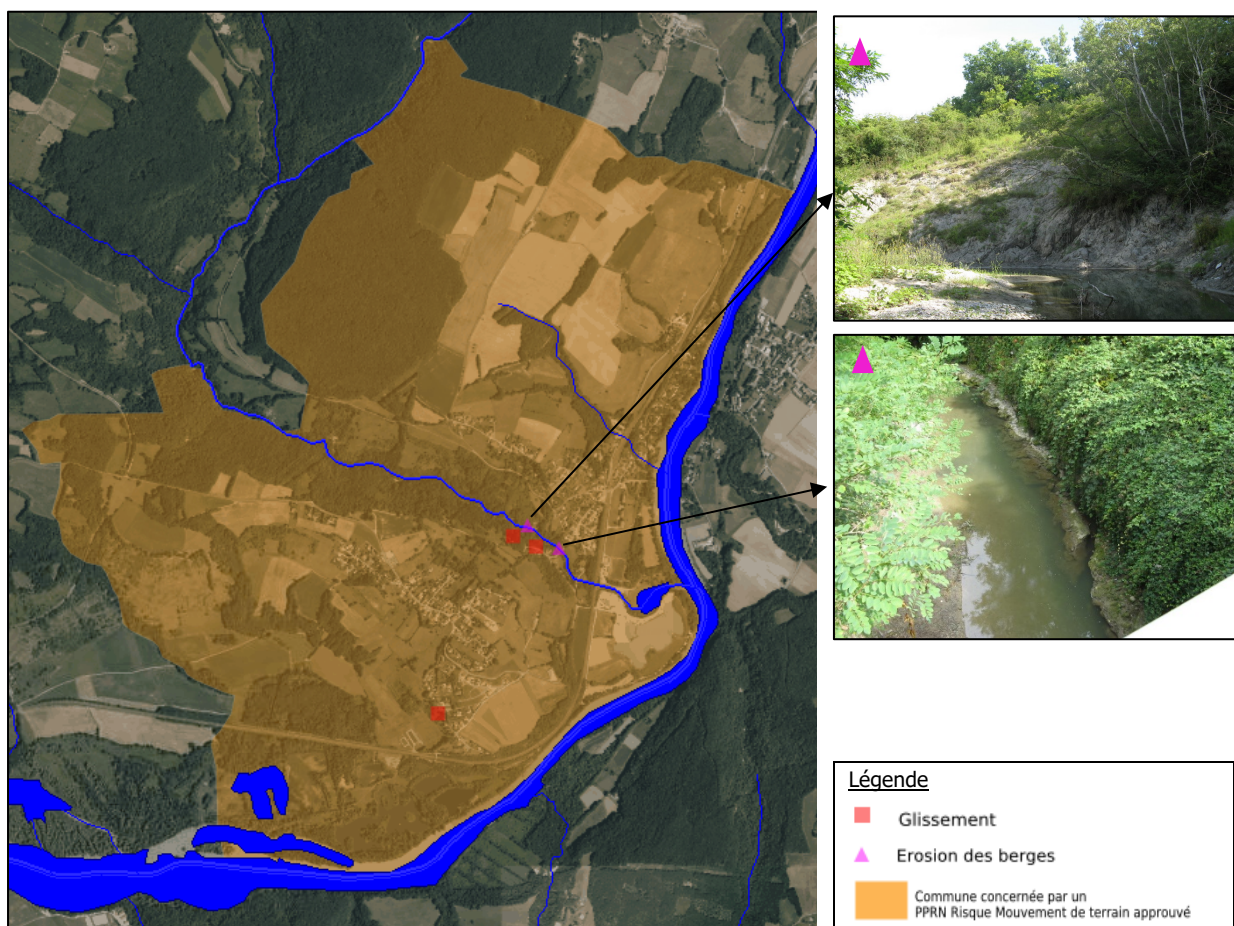 Légende
Glissement
Erosion des berges
Commune concernée par un
PPRN Risque Mouvement de terrain approuvé